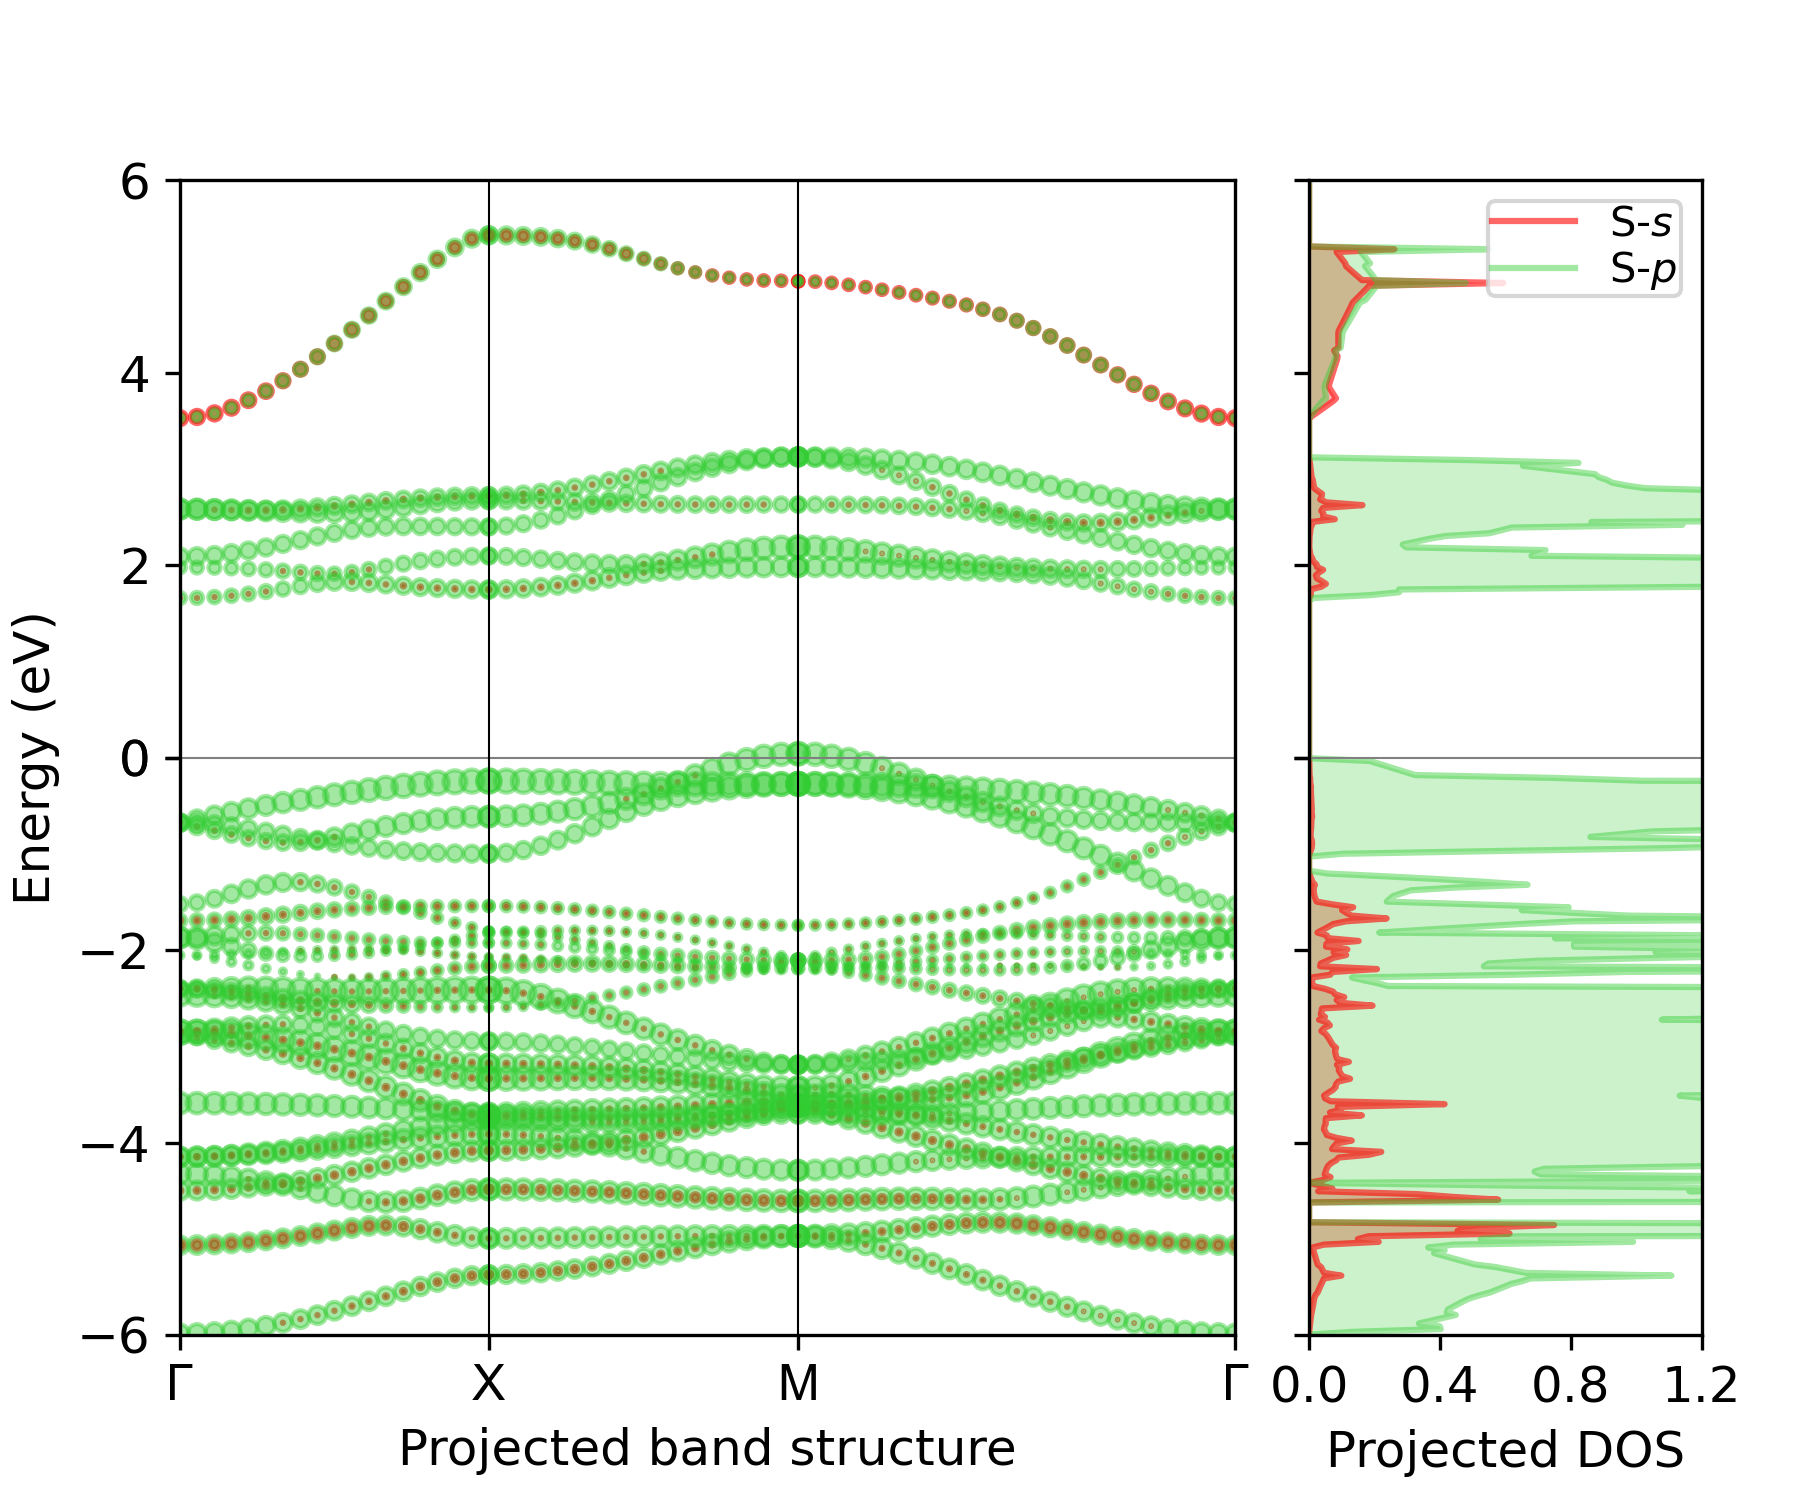 6
4
2
0
−2
−4
−6
Energy (eV)
Γ
X
M
Γ
Projected band structure
S-s
S-p
0.0
0.4
0.8
1.2
Projected DOS